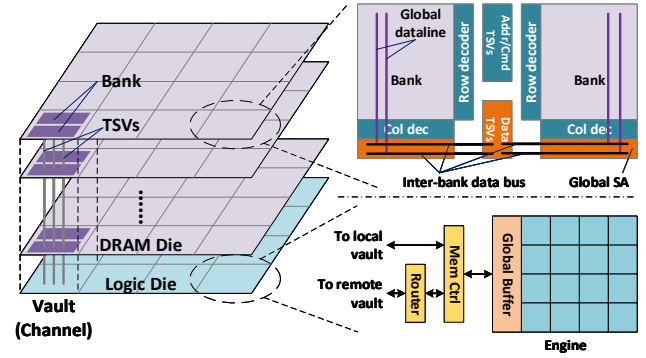 Bank
TSVs
DRAM Die
Logic Die
Vault
(Channel)
Global
dataline
Bank
Row decoder
Addr/Cmd
TSVs
Row decoder
Bank
Col dec
Data
TSVs
Col dec
Inter-bank data bus
Global SA
To local
vault
To remote
vault
Router
Mem Ctrl
Global Buffer
Engine